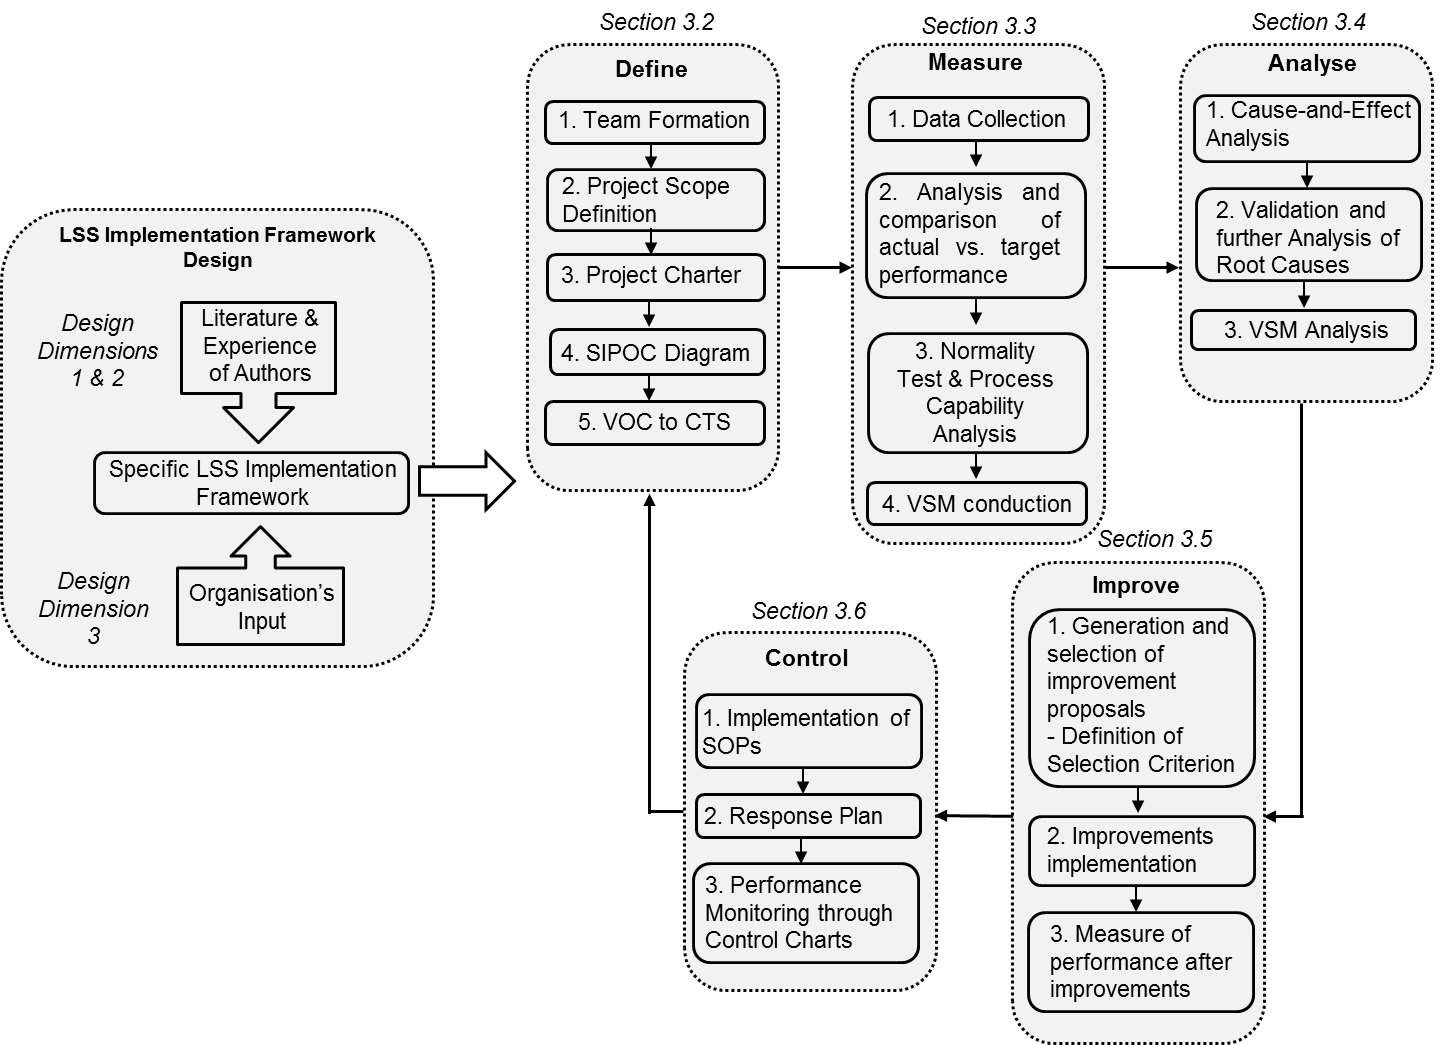 LSS Implementation Framework
Design
Design
Dimensions
1 & 2
Literature &
Experience
of Authors
Specific LSS Implementation
Framework
Design
Dimension
3
Organisation’s
Input
Section 3.2
Define
1. Team Formation
2. Project Scope
Definition
3. Project Charter
4. SIPOC Diagram
5. VOC to CTS
Section 3.3
Measure
1. Data Collection
2. Analysis and
comparison of
actual vs. target
performance
3. Normality
Test & Process
Capability
Analysis
4. VSM conduction
Section 3.4
Analyse
1. Cause-and-Effect
Analysis
2. Validation and
further Analysis of
Root Causes
3. VSM Analysis
Section 3.5
Improve
1. Generation and
selection of
improvement
proposals
- Definition of
Selection Criterion
2. Improvements
implementation
3. Measure of
performance after
improvements
Section 3.6
Control
1. Implementation of
SOPs
2. Response Plan
3. Performance
Monitoring through
Control Charts